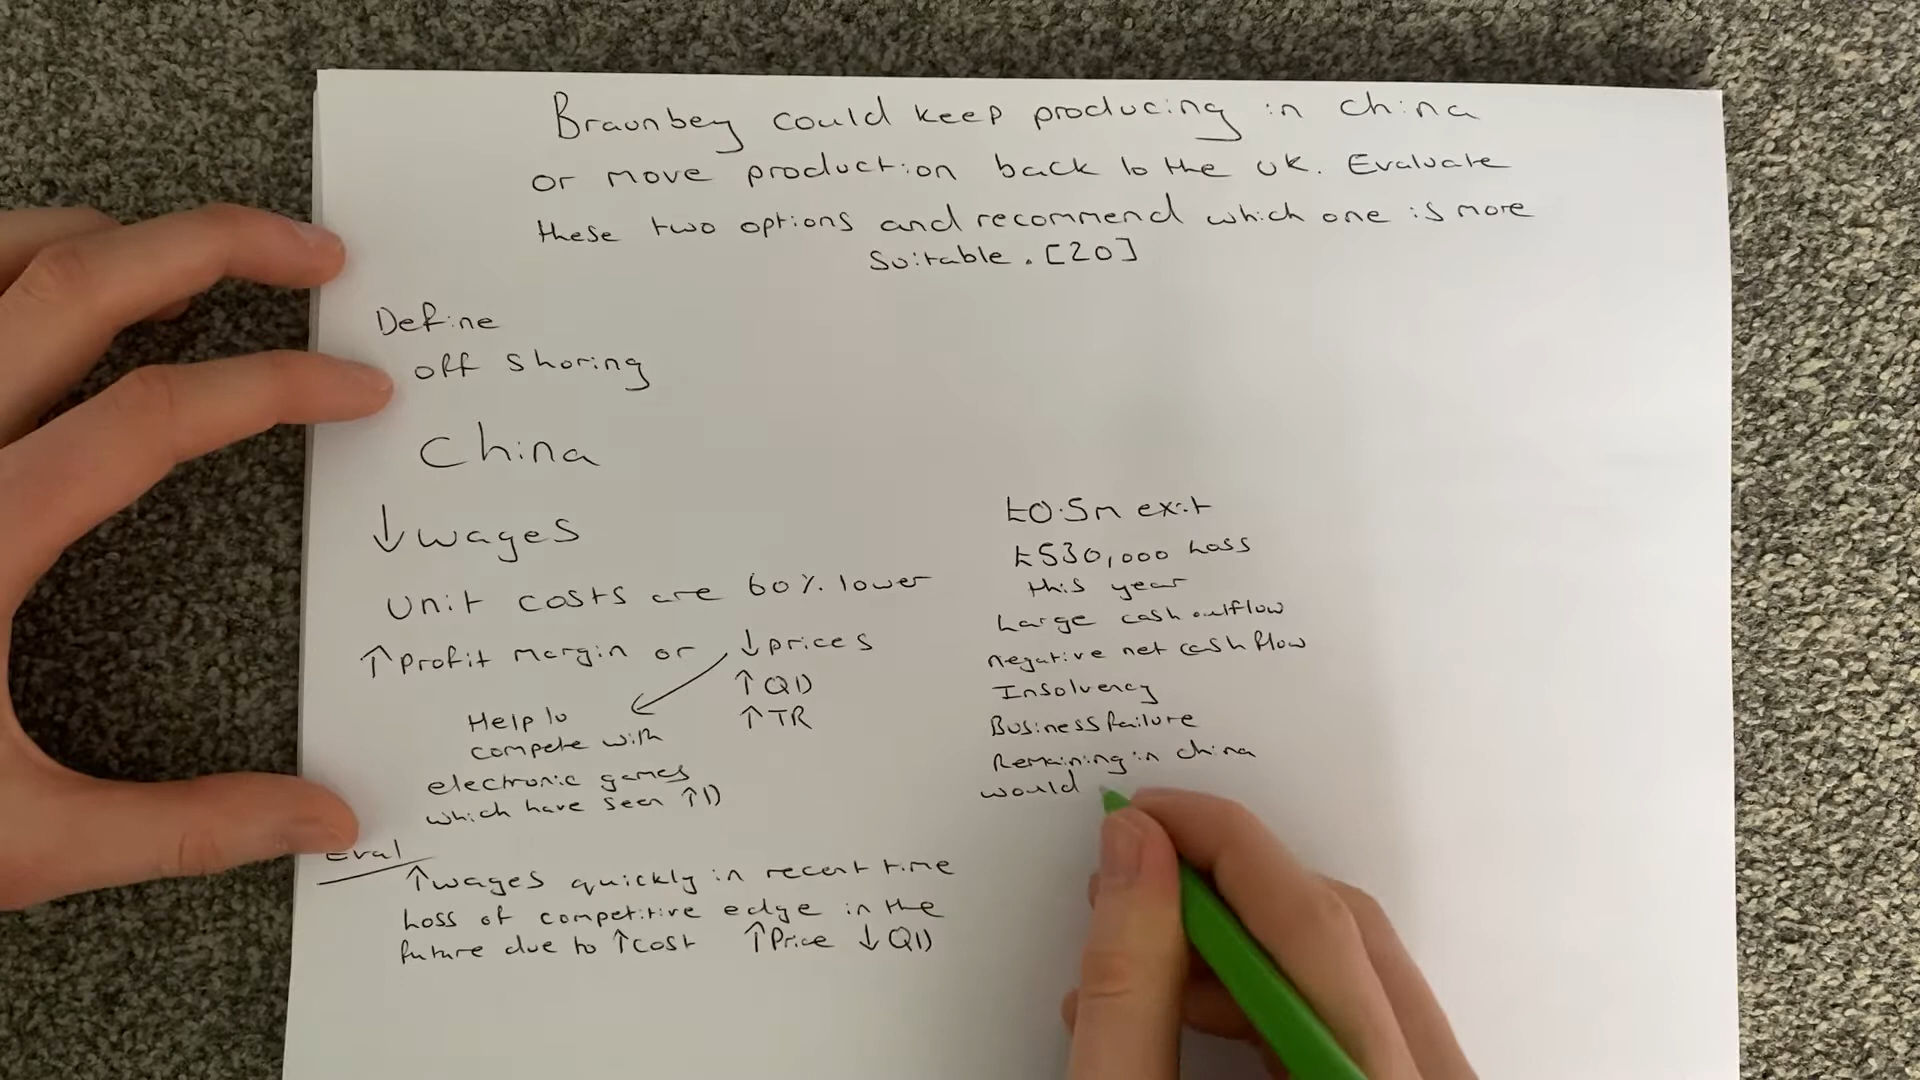 Braunbey could keep producing in China
or move production back to the UK. Evaluate
these two options and recommend which one is more
suitable. [20]
Define
off shoring
China
↓ wages
Unit costs are 60% lower
↑ profit margin or ↓ prices
↑ QD
↑ TR
Help to
compete with
electronic games
which have seen ↑D
Eval
↑ wages quickly in recent time
Loss of competitive edge in the
future due to ↑ cost ↑ Price ↓ QD
£0.5m exit
£530,000 Loss
this year
Large cash outflow
negative net cash flow
Insolvency
Business failure
Remaining in China
would